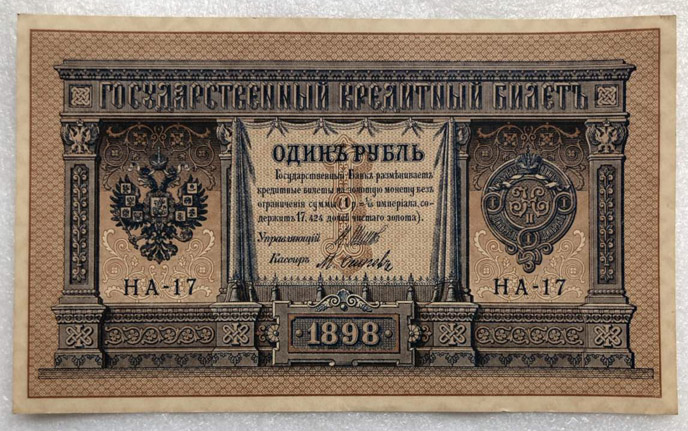 ГОСУДАРСТВЕННЫЙ КРЕДИТНЫЙ БИЛЕТЪ
ОДИНЪ РУБЛЬ
Государственный Банкъ размѣниваетъ
кредитные билеты на золотую монету безъ
ограниченія суммы (1 р. = 1/15 имперіала, со-
держитъ 17,424 долей чистаго золота).
Управляющій
Кассиръ
НА-17
НА-17
1898